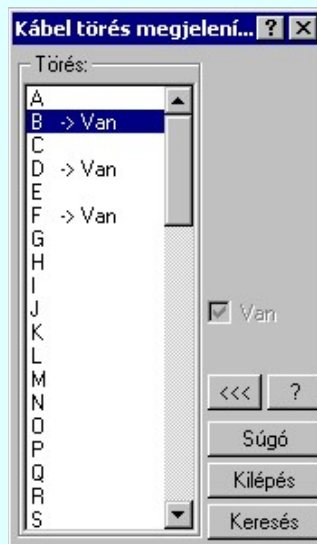 Kábel törés megjelení...
Törés:
A
B -> Van
C
D -> Van
E
F -> Van
G
H
I
J
K
L
M
N
O
P
Q
R
S
Van
<<< ?
Súgó
Kilépés
Keresés